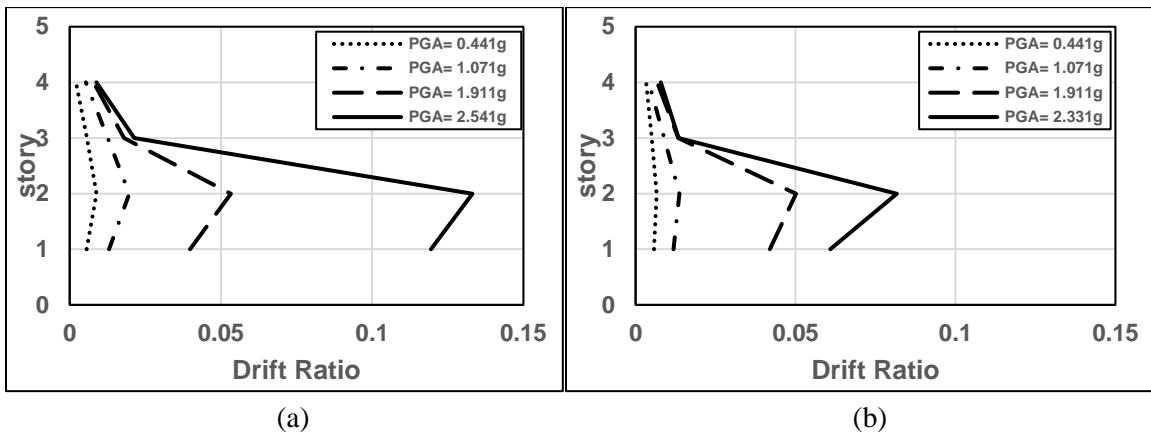 5
4
3
2
1
0
story
0
0.05
0.1
0.15
Drift Ratio
PGA= 0.441g
PGA= 1.071g
PGA= 1.911g
PGA= 2.541g
(a)
5
4
3
2
1
0
story
0
0.05
0.1
0.15
Drift Ratio
PGA= 0.441g
PGA= 1.071g
PGA= 1.911g
PGA= 2.331g
(b)